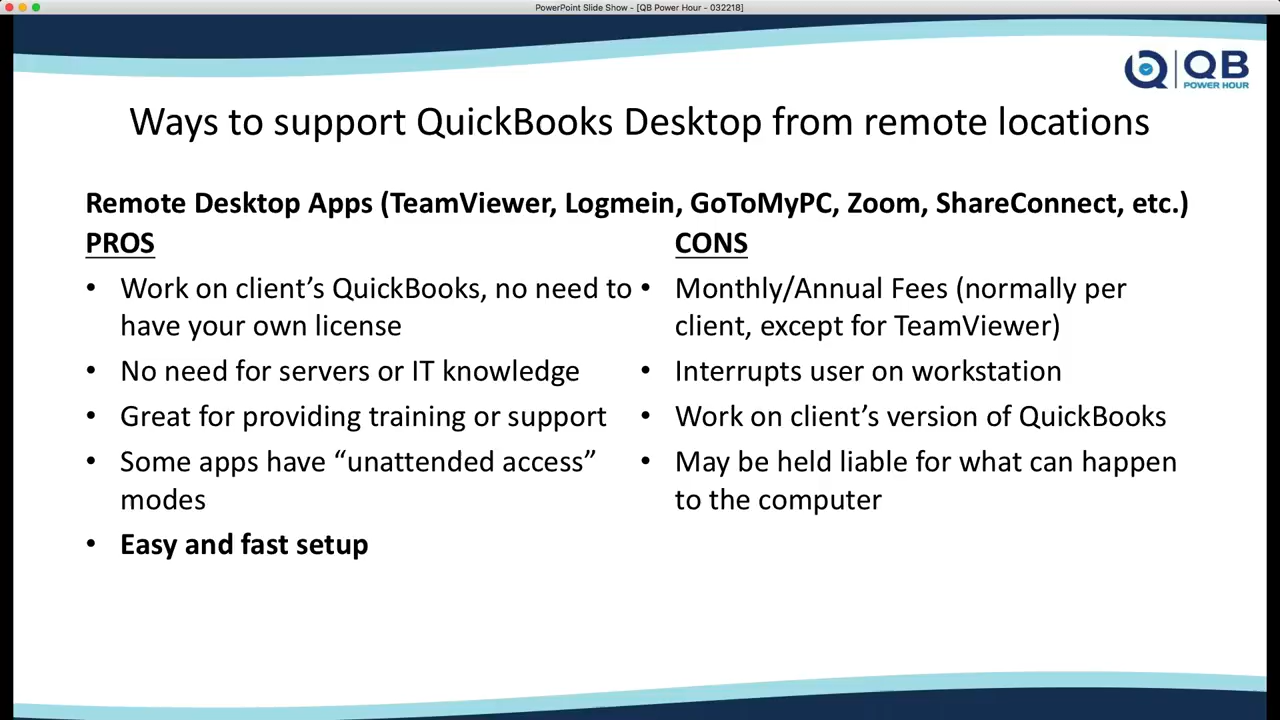 PowerPoint Slide Show - [QB Power Hour - 032218]
QB
POWER HOUR
Ways to support QuickBooks Desktop from remote locations
Remote Desktop Apps (TeamViewer, Logmein, GoToMyPC, Zoom, ShareConnect, etc.)
PROS
• Work on client’s QuickBooks, no need to
have your own license
• No need for servers or IT knowledge
• Great for providing training or support
• Some apps have “unattended access”
modes
• Easy and fast setup
CONS
• Monthly/Annual Fees (normally per
client, except for TeamViewer)
• Interrupts user on workstation
• Work on client’s version of QuickBooks
• May be held liable for what can happen
to the computer